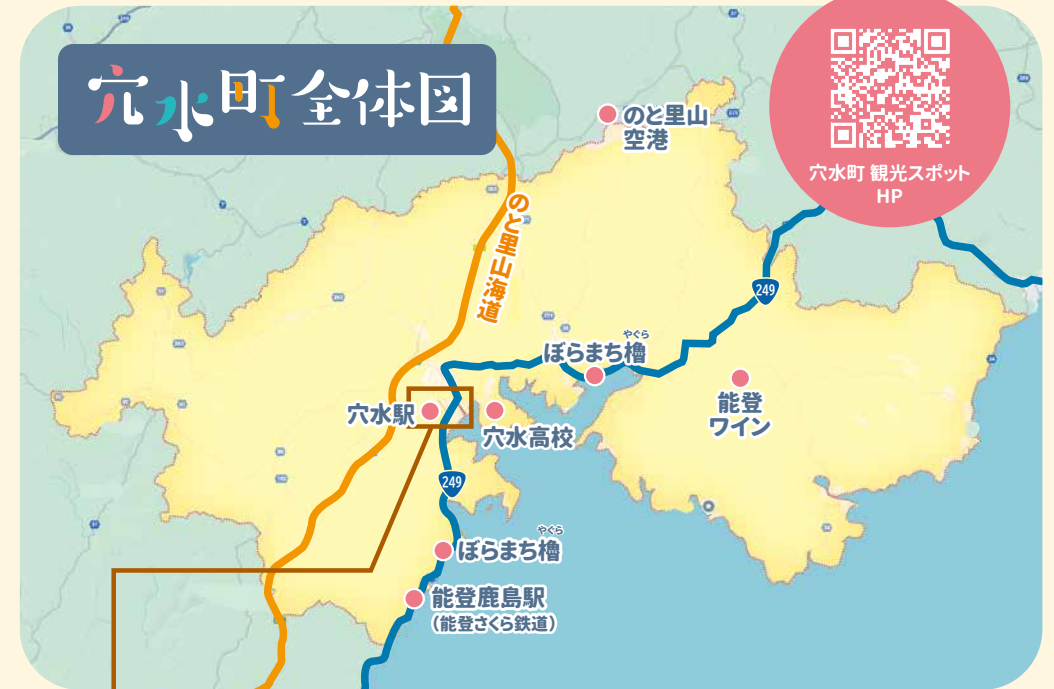 穴水町全体図
穴水町 観光スポット
HP
のと里山
空港
のと里山海道
249
やぐら
ぼらまち櫓
能登
ワイン
穴水駅
穴水高校
249
やぐら
ぼらまち櫓
能登鹿島駅
(能登さくら鉄道)